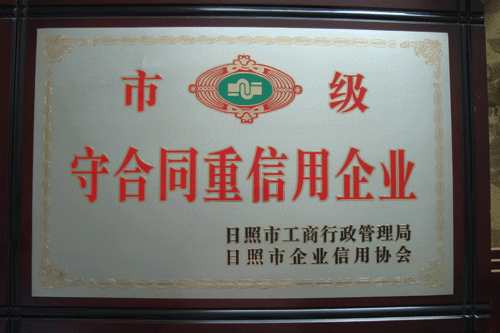 市 级
守合同重信用企业
日照市工商行政管理局
日照市企业信用协会